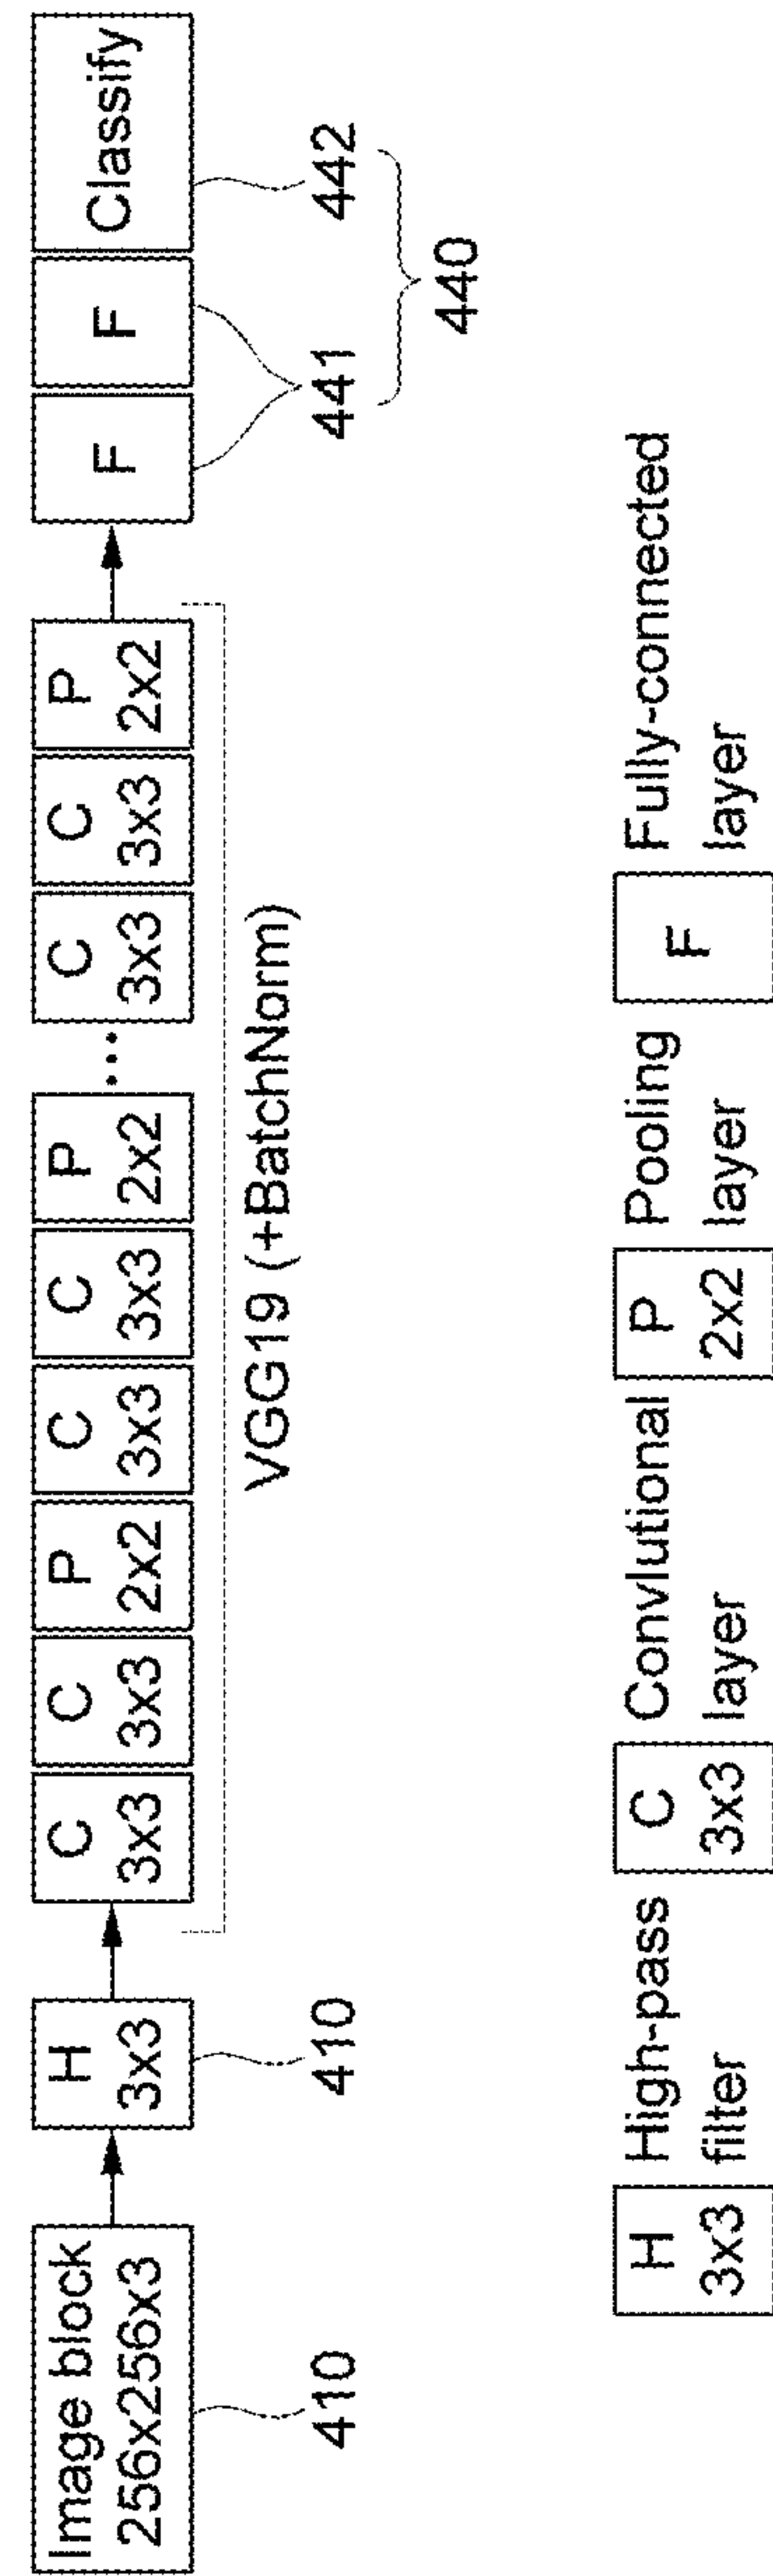 Image block
256x256x3
H
3x3
C
3x3
C
3x3
P
2x2
C
3x3
C
3x3
P
2x2
...
C
3x3
C
3x3
P
2x2
F
F
Classify
410
410
VGG19 (+BatchNorm)
441
442
440
H
3x3
High-pass
filter
C
3x3
Convlutional
layer
P
2x2
Pooling
layer
F
Fully-connected
layer